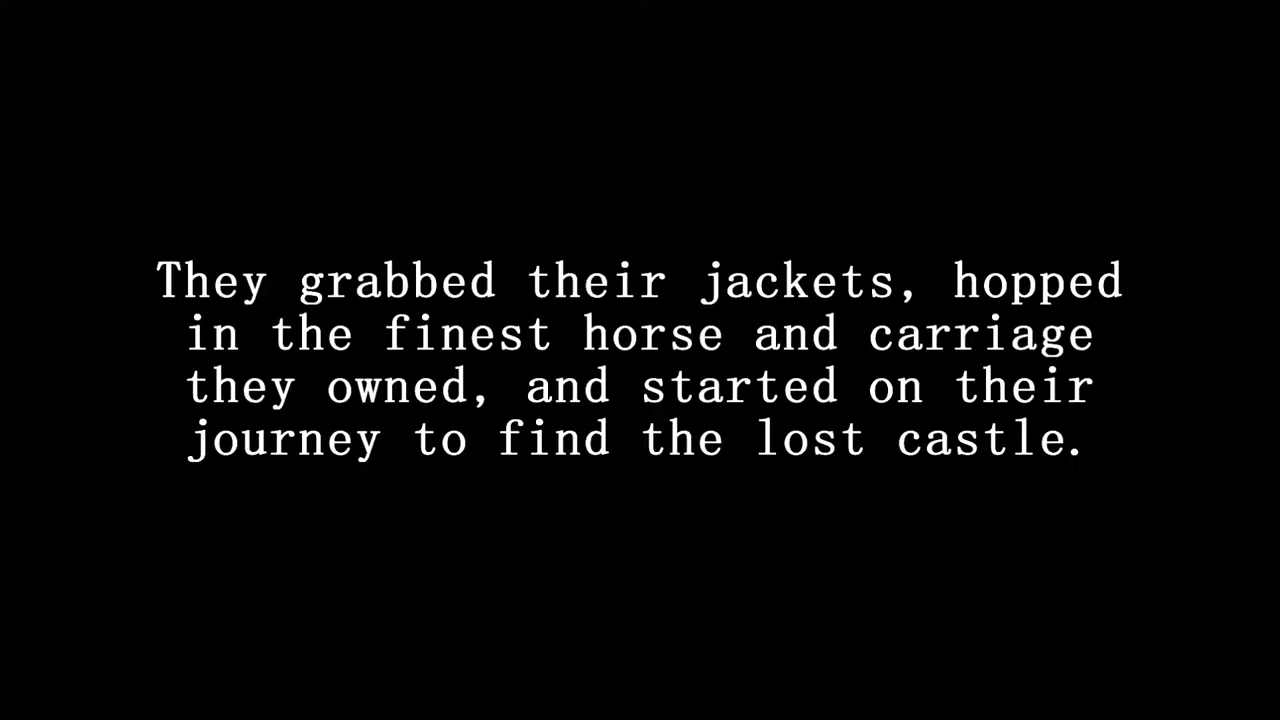 They grabbed their jackets, hopped
in the finest horse and carriage
they owned, and started on their
journey to find the lost castle.